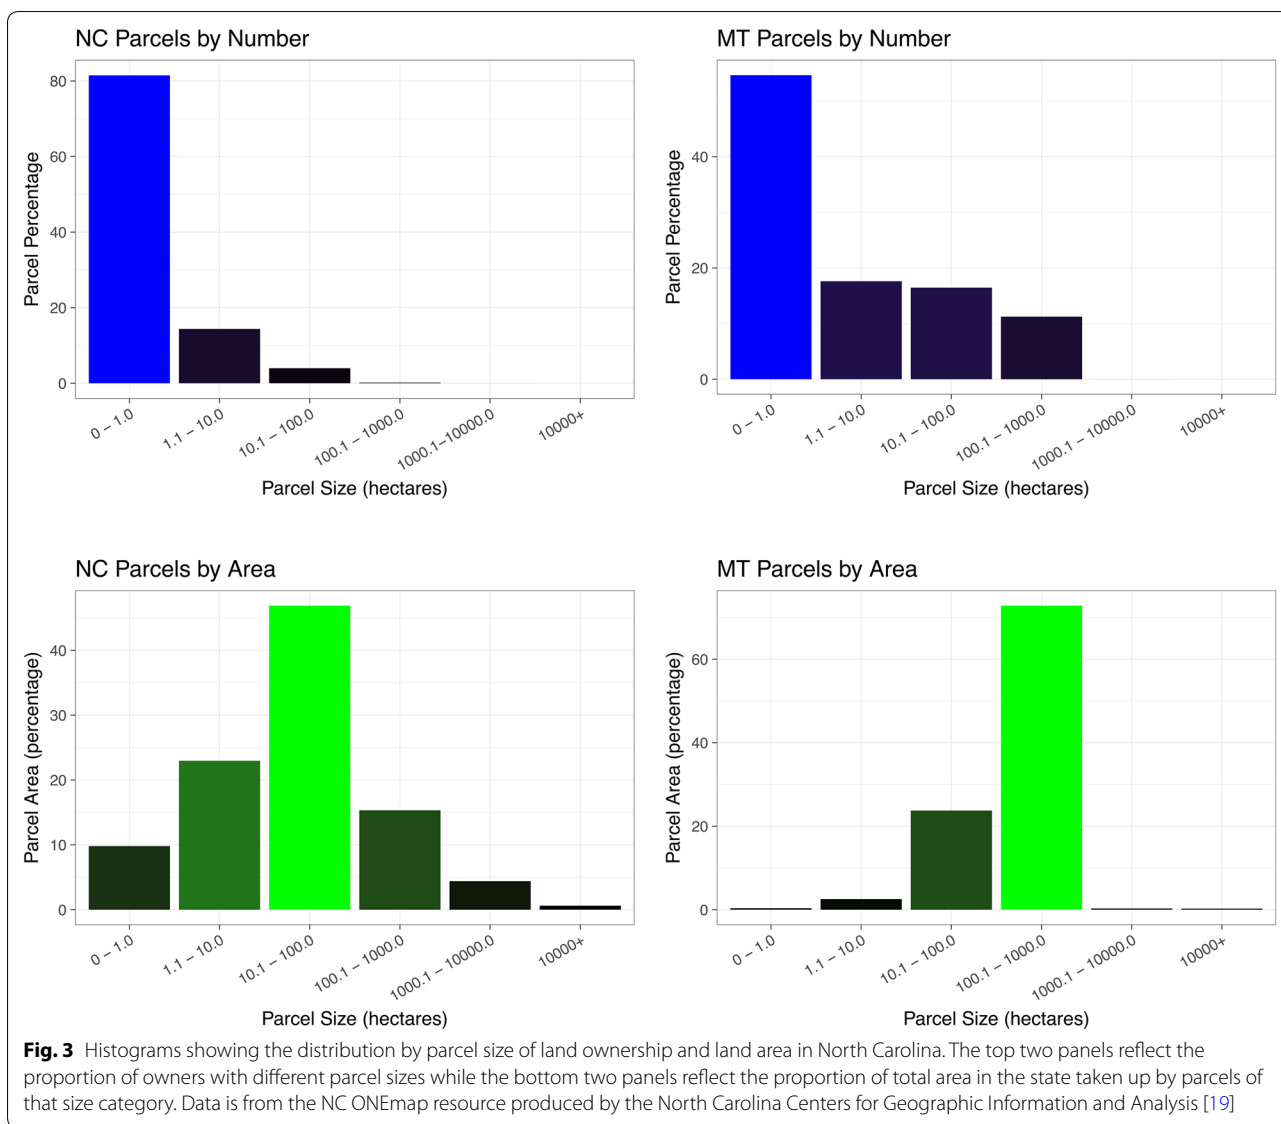 NC Parcels by Number
Parcel Percentage
80
60
40
20
0
0 – 1.0
1.1 – 10.0
10.1 – 100.0
100.1 – 1000.0
1000.1–10000.0
10000+
Parcel Size (hectares)
MT Parcels by Number
Parcel Percentage
40
20
0
0 – 1.0
1.1 – 10.0
10.1 – 100.0
100.1 – 1000.0
1000.1 – 10000.0
10000+
Parcel Size (hectares)
NC Parcels by Area
Parcel Area (percentage)
40
30
20
10
0
0 – 1.0
1.1 – 10.0
10.1 – 100.0
100.1 – 1000.0
1000.1 – 10000.0
10000+
Parcel Size (hectares)
MT Parcels by Area
Parcel Area (percentage)
60
40
20
0
0 – 1.0
1.1 – 10.0
10.1 – 100.0
100.1 – 1000.0
1000.1 – 10000.0
10000+
Parcel Size (hectares)
Fig. 3 Histograms showing the distribution by parcel size of land ownership and land area in North Carolina. The top two panels reflect the
proportion of owners with different parcel sizes while the bottom two panels reflect the proportion of total area in the state taken up by parcels of
that size category. Data is from the NC ONEmap resource produced by the North Carolina Centers for Geographic Information and Analysis [19]